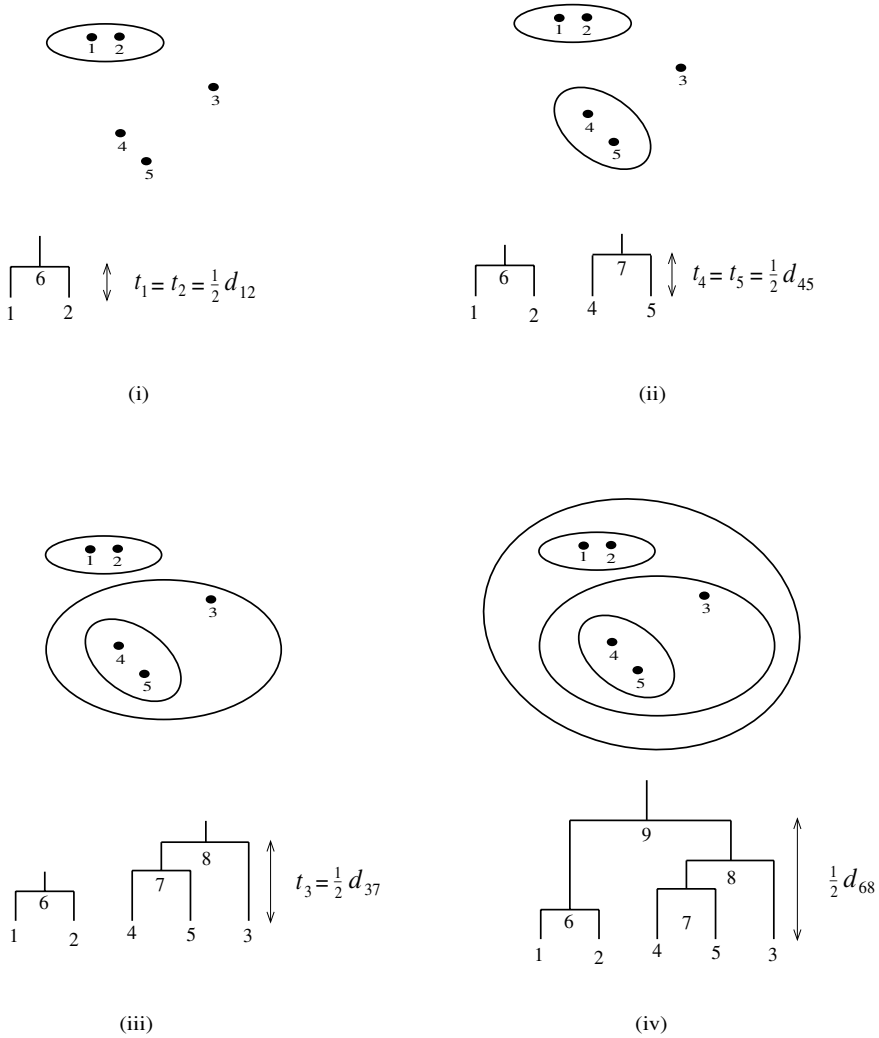 1 2
3
4
5
6
1 2
t₁ = t₂ = ½ d₁₂
(i)
1 2
3
4
5
6 7
1 2 4 5
t₄ = t₅ = ½ d₄₅
(ii)
1 2
3
4
5
8
7
6
1 2 4 5 3
t₃ = ½ d₃₇
(iii)
1 2
3
4
5
9
8
6 7
1 2 4 5 3
½ d₆₈
(iv)